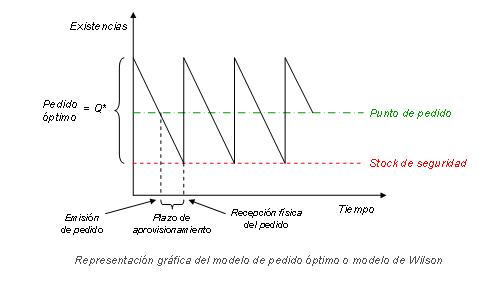 Existencias
Pedido
óptimo = Q*
Punto de pedido
Stock de seguridad
Tiempo
Emisión
de pedido
Plazo de
aprovisionamiento
Recepción física
del pedido
Representación gráfica del modelo de pedido óptimo o modelo de Wilson